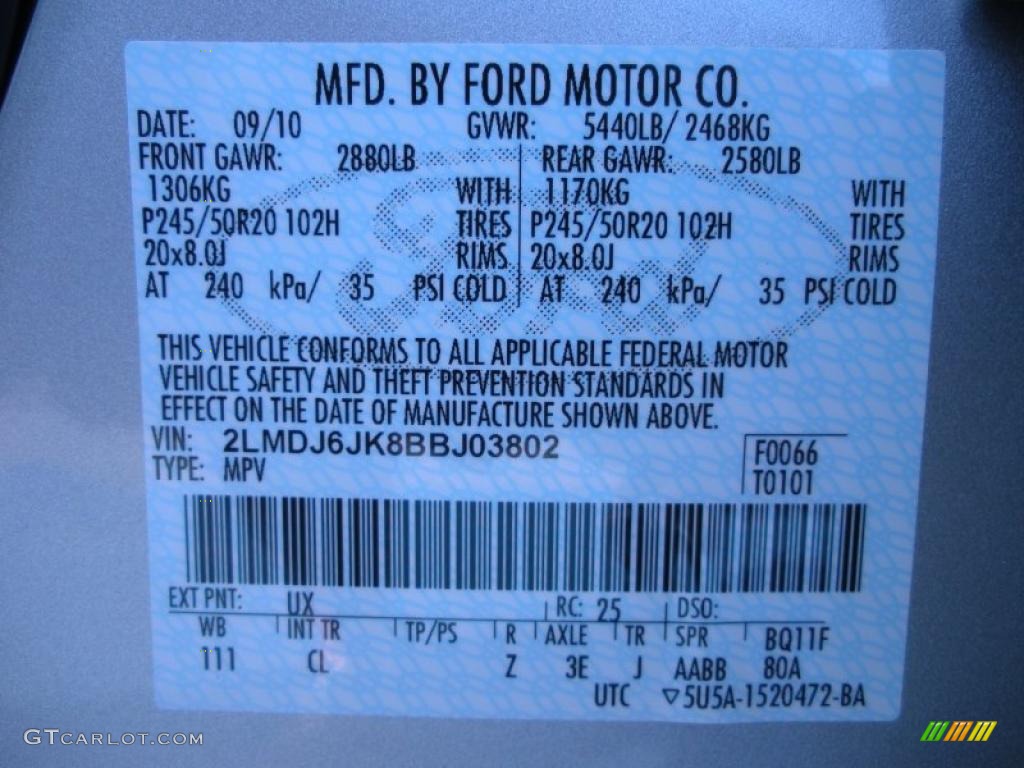 MFD. BY FORD MOTOR CO.
DATE: 09/10 GVWR: 5440LB/ 2468KG
FRONT GAWR: 2880LB REAR GAWR: 2580LB
1306KG WITH 1170KG WITH
P245/50R20 102H TIRES P245/50R20 102H TIRES
20x8.0J RIMS 20x8.0J RIMS
AT 240 kPa/ 35 PSI COLD AT 240 kPa/ 35 PSI COLD
THIS VEHICLE CONFORMS TO ALL APPLICABLE FEDERAL MOTOR
VEHICLE SAFETY AND THEFT PREVENTION STANDARDS IN
EFFECT ON THE DATE OF MANUFACTURE SHOWN ABOVE.
VIN: 2LMDJ6JK8BBJ03802 F0066
TYPE: MPV T0101
EXT PNT: UX RC: 25 DSO:
WB INT TR TP/PS R AXLE TR SPR BQ11F
111 CL Z 3E J AABB 80A
UTC ▽5U5A-1520472-BA
GTCARLOT.COM